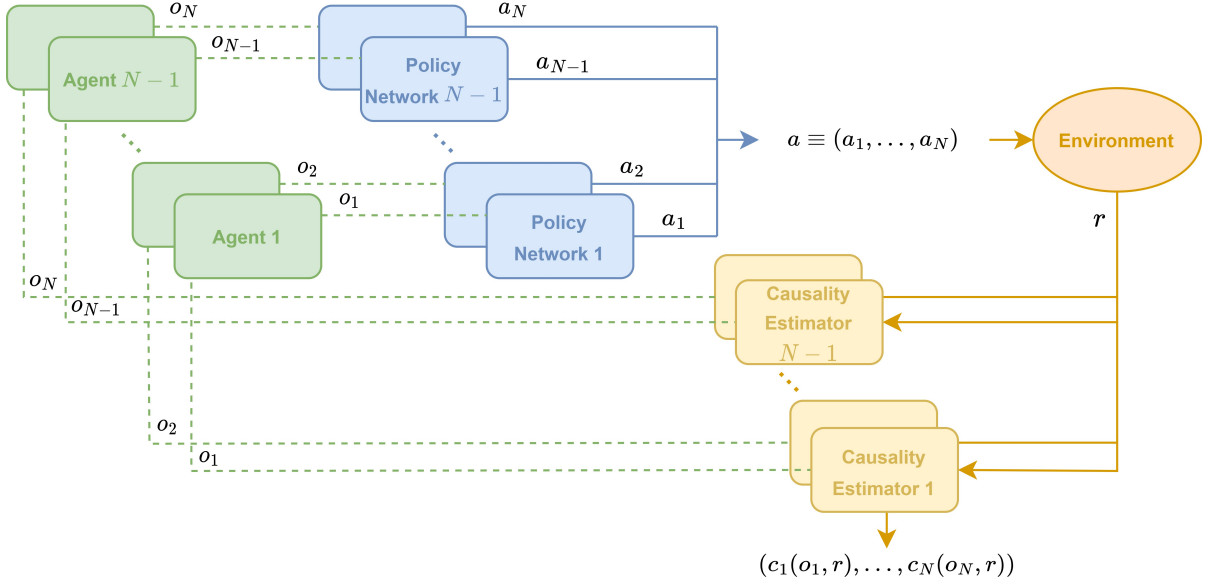 o_N
a_N
o_{N-1}
a_{N-1}
Agent N − 1
Policy
Network N − 1
a ≡ (a_1, . . . , a_N)
Environment
o_2
a_2
o_1
a_1
Agent 1
Policy
Network 1
r
o_N
o_{N-1}
Causality
Estimator
N − 1
o_2
o_1
Causality
Estimator 1
(c_1(o_1, r), . . . , c_N(o_N, r))